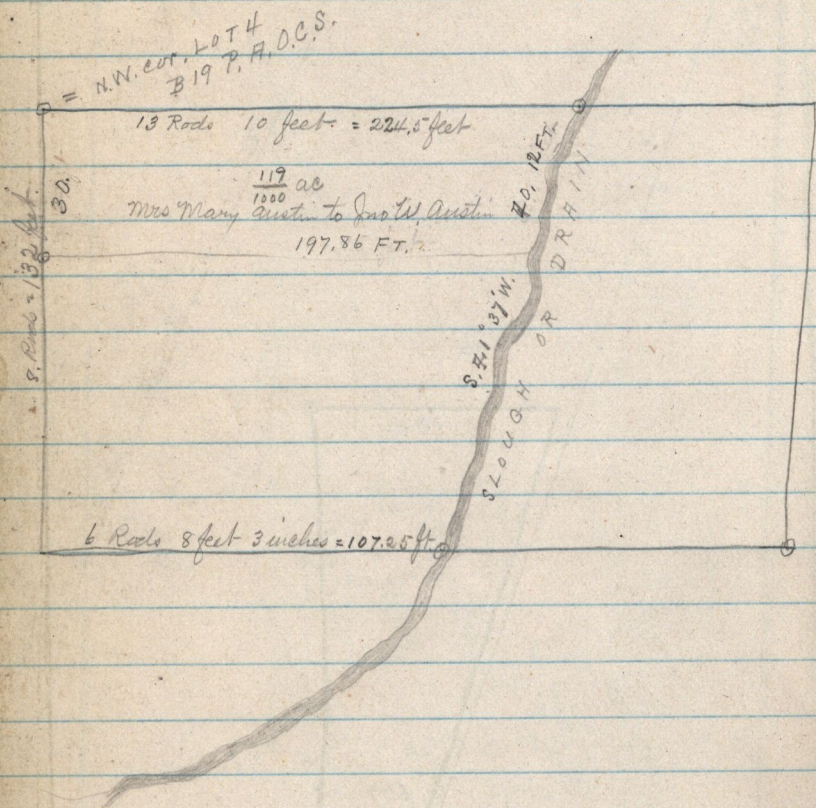 = N.W. cor. LOT 4
B 19 P. A. O.C.S.
13 Rods 10 feet. = 224.5 feet
30.
8. Rods = 132 feet.
119
1000 ac
Mrs Mary Austin to Jno W. Austin
197.86 FT.
40. 12 FT.
S. 41° 37' W.
SLOUGH OR DRAIN
6 Rods 8 feet 3 inches = 107.25 ft.